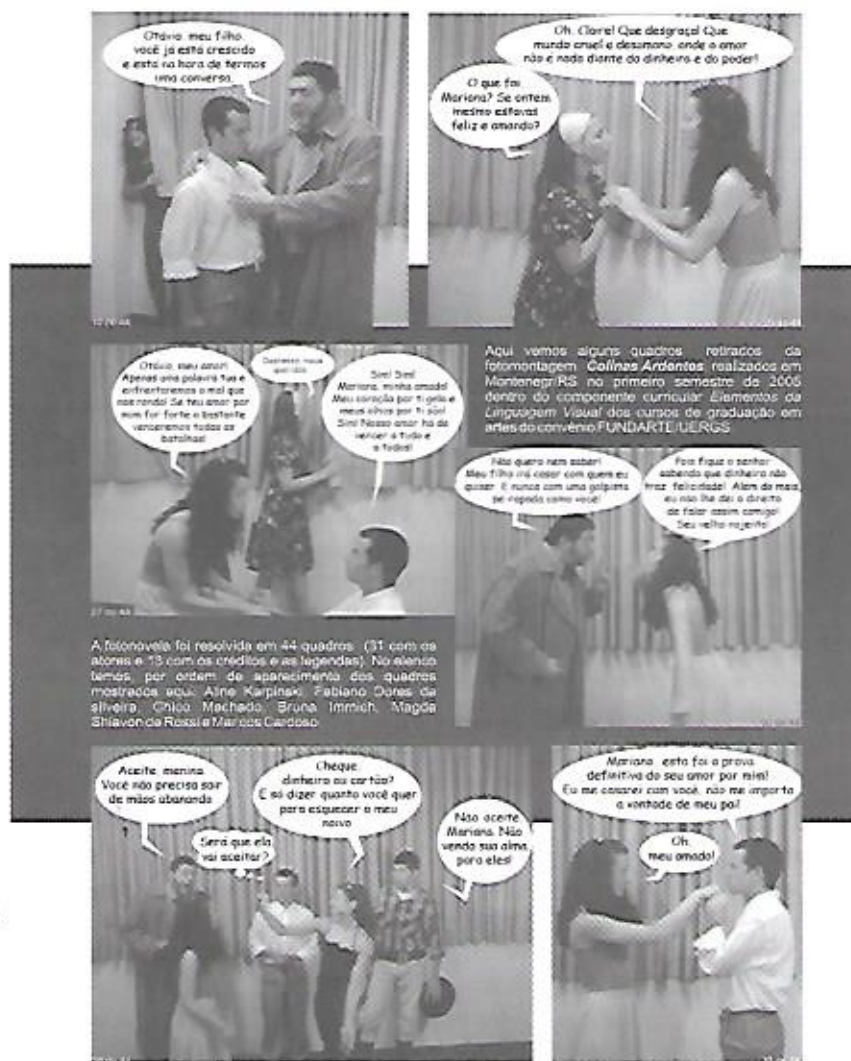 Otávio, meu filho,
você já está crescido
e está na hora de termos
uma conversa.
Oh, Claire! Que desgraça! Que
mundo cruel e desumano, onde o amor
não é nada diante do dinheiro e do poder!
O que foi
Mariana? Se ontem
mesmo estavas
feliz e amando?
Otávio, meu amor!
Apenas uma palavra tua e
enfrentaremos o mal que
nos ronda! Se teu amor por
mim for forte o bastante
venceremos todas as
batalhas!
Sim! Sim!
Mariana, minha amada!
Meu coração por ti gela e
meus olhos por ti são!
Sim! Nosso amor há de
vencer a tudo e
a todos!
Aqui vemos alguns quadros retirados da
fotomontagem Colinas Ardentes realizados em
Montenegr/RS no primeiro semestre de 2005
dentro do componente curricular Elementos da
Linguagem Visual dos cursos de graduação em
artes do convênio FUNDARTE/UERGS
Não quero nem saber!
Meu filho irá casar com quem eu
quiser. E nunca com uma golpista
pé-rapada como você!
Pois fique o senhor
sabendo que dinheiro não
traz felicidade! Além do mais,
eu não lhe dei o direito
de falar assim comigo!
Seu velho nojento!
A fotonovela foi resolvida em 44 quadros (31 com os
atores e 13 com os créditos e as legendas). No elenco
temos, por ordem de aparecimento dos quadros
mostrados aqui: Aline Karpinski, Fabiano Dores da
silveira, Chico Machado, Bruna Immich, Magda
Shiavon da Rossi e Marcos Cardoso
Aceite, menina.
Você não precisa sair
de mãos abanando
Será que ela
vai aceitar?
Cheque,
dinheiro ou cartão?
É só dizer quanto você quer
para esquecer o meu
noivo
Não aceite,
Mariana. Não
venda sua alma
para eles!
Mariana, esta foi a prova
definitiva do seu amor por mim!
Eu me casarei com você, não me importa
a vontade de meu pai!
Oh,
meu amado!